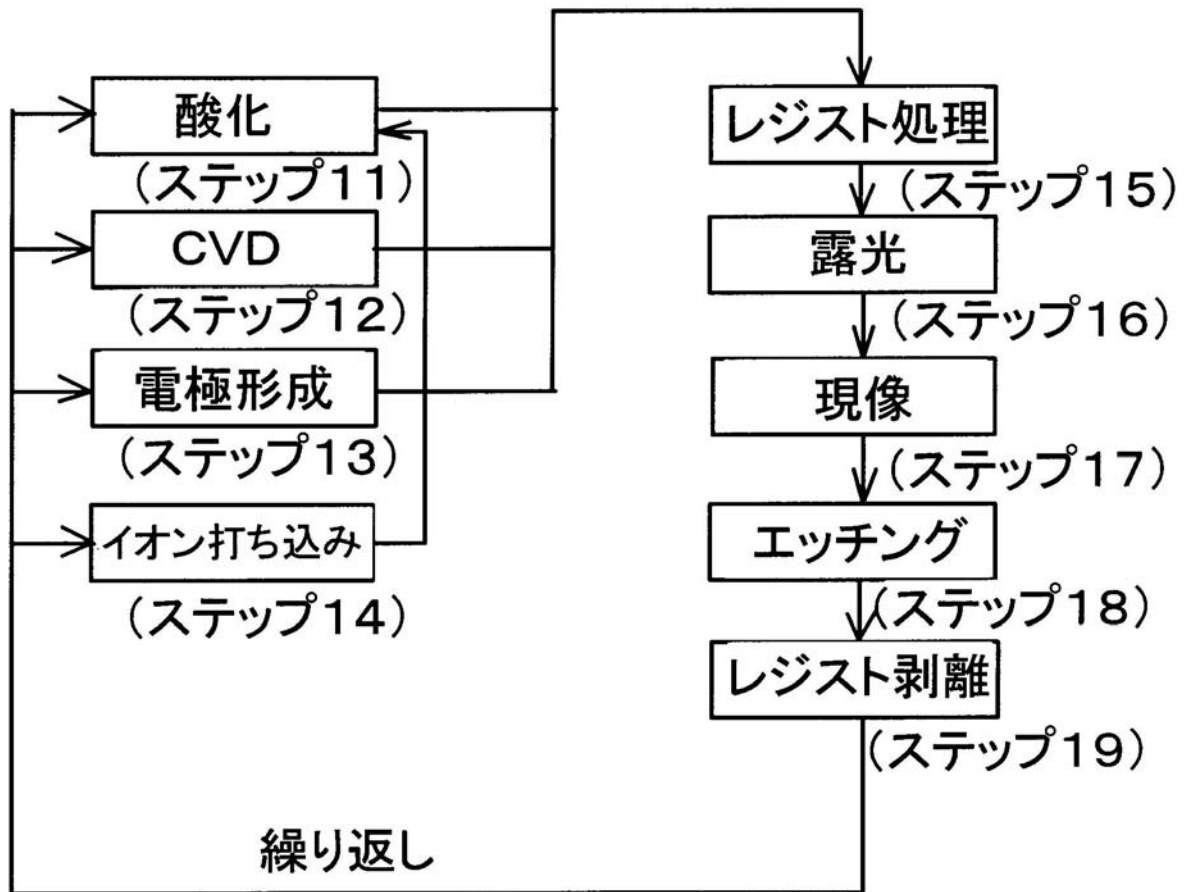 酸化
(ステップ11)
CVD
(ステップ12)
電極形成
(ステップ13)
イオン打ち込み
(ステップ14)
レジスト処理
(ステップ15)
露光
(ステップ16)
現像
(ステップ17)
エッチング
(ステップ18)
レジスト剥離
(ステップ19)
繰り返し